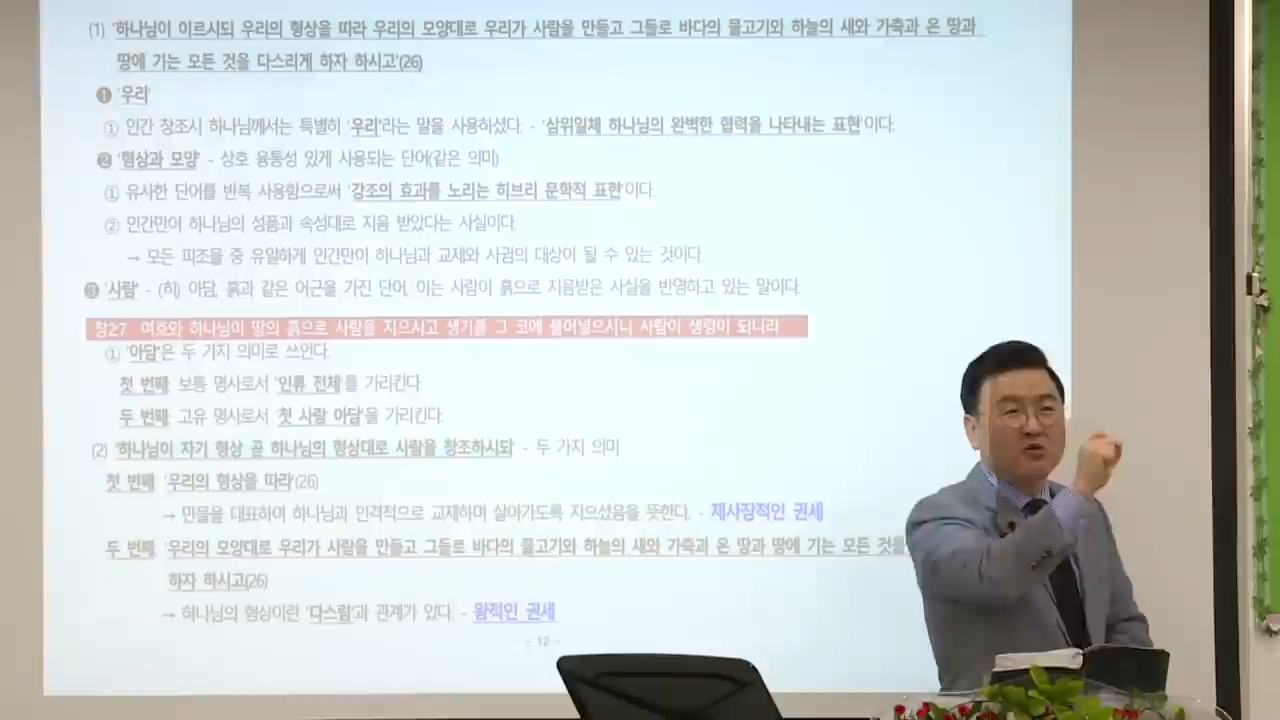 (1) '하나님이 이르시되 우리의 형상을 따라 우리의 모양대로 우리가 사람을 만들고 그들로 바다의 물고기와 하늘의 새와 가축과 온 땅과
땅에 기는 모든 것을 다스리게 하자 하시고'(26)
❶ '우리'
① 인간 창조시 하나님께서는 특별히 '우리'라는 말을 사용하셨다. - '삼위일체 하나님의 완벽한 협력을 나타내는 표현'이다.
❷ '형상과 모양' - 상호 융통성 있게 사용되는 단어(같은 의미)
① 유사한 단어를 반복 사용함으로써 '강조의 효과를 노리는 히브리 문학적 표현'이다.
② 인간만이 하나님의 성품과 속성대로 지음 받았다는 사실이다.
→ 모든 피조물 중 유일하게 인간만이 하나님과 교제와 사귐의 대상이 될 수 있는 것이다.
❸ '사람' - (히) 아담, 흙과 같은 어근을 가진 단어, 이는 사람이 흙으로 지음받은 사실을 반영하고 있는 말이다.
창2:7 여호와 하나님이 땅의 흙으로 사람을 지으시고 생기를 그 코에 불어넣으시니 사람이 생령이 되니라
① '아담'은 두 가지 의미로 쓰인다.
첫 번째, 보통 명사로서 '인류 전체'를 가리킨다.
두 번째, 고유 명사로서 '첫 사람 아담'을 가리킨다.
(2) '하나님이 자기 형상 곧 하나님의 형상대로 사람을 창조하시되' - 두 가지 의미
첫 번째, '우리의 형상을 따라'(26)
→ 만물을 대표하여 하나님과 인격적으로 교제하며 살아가도록 지으셨음을 뜻한다. - 제사장적인 권세
두 번째, '우리의 모양대로 우리가 사람을 만들고 그들로 바다의 물고기와 하늘의 새와 가축과 온 땅과 땅에 기는 모든 것을
하자 하시고'(26)
→ 하나님의 형상이란 '다스림'과 관계가 있다. - 왕적인 권세
- 12 -